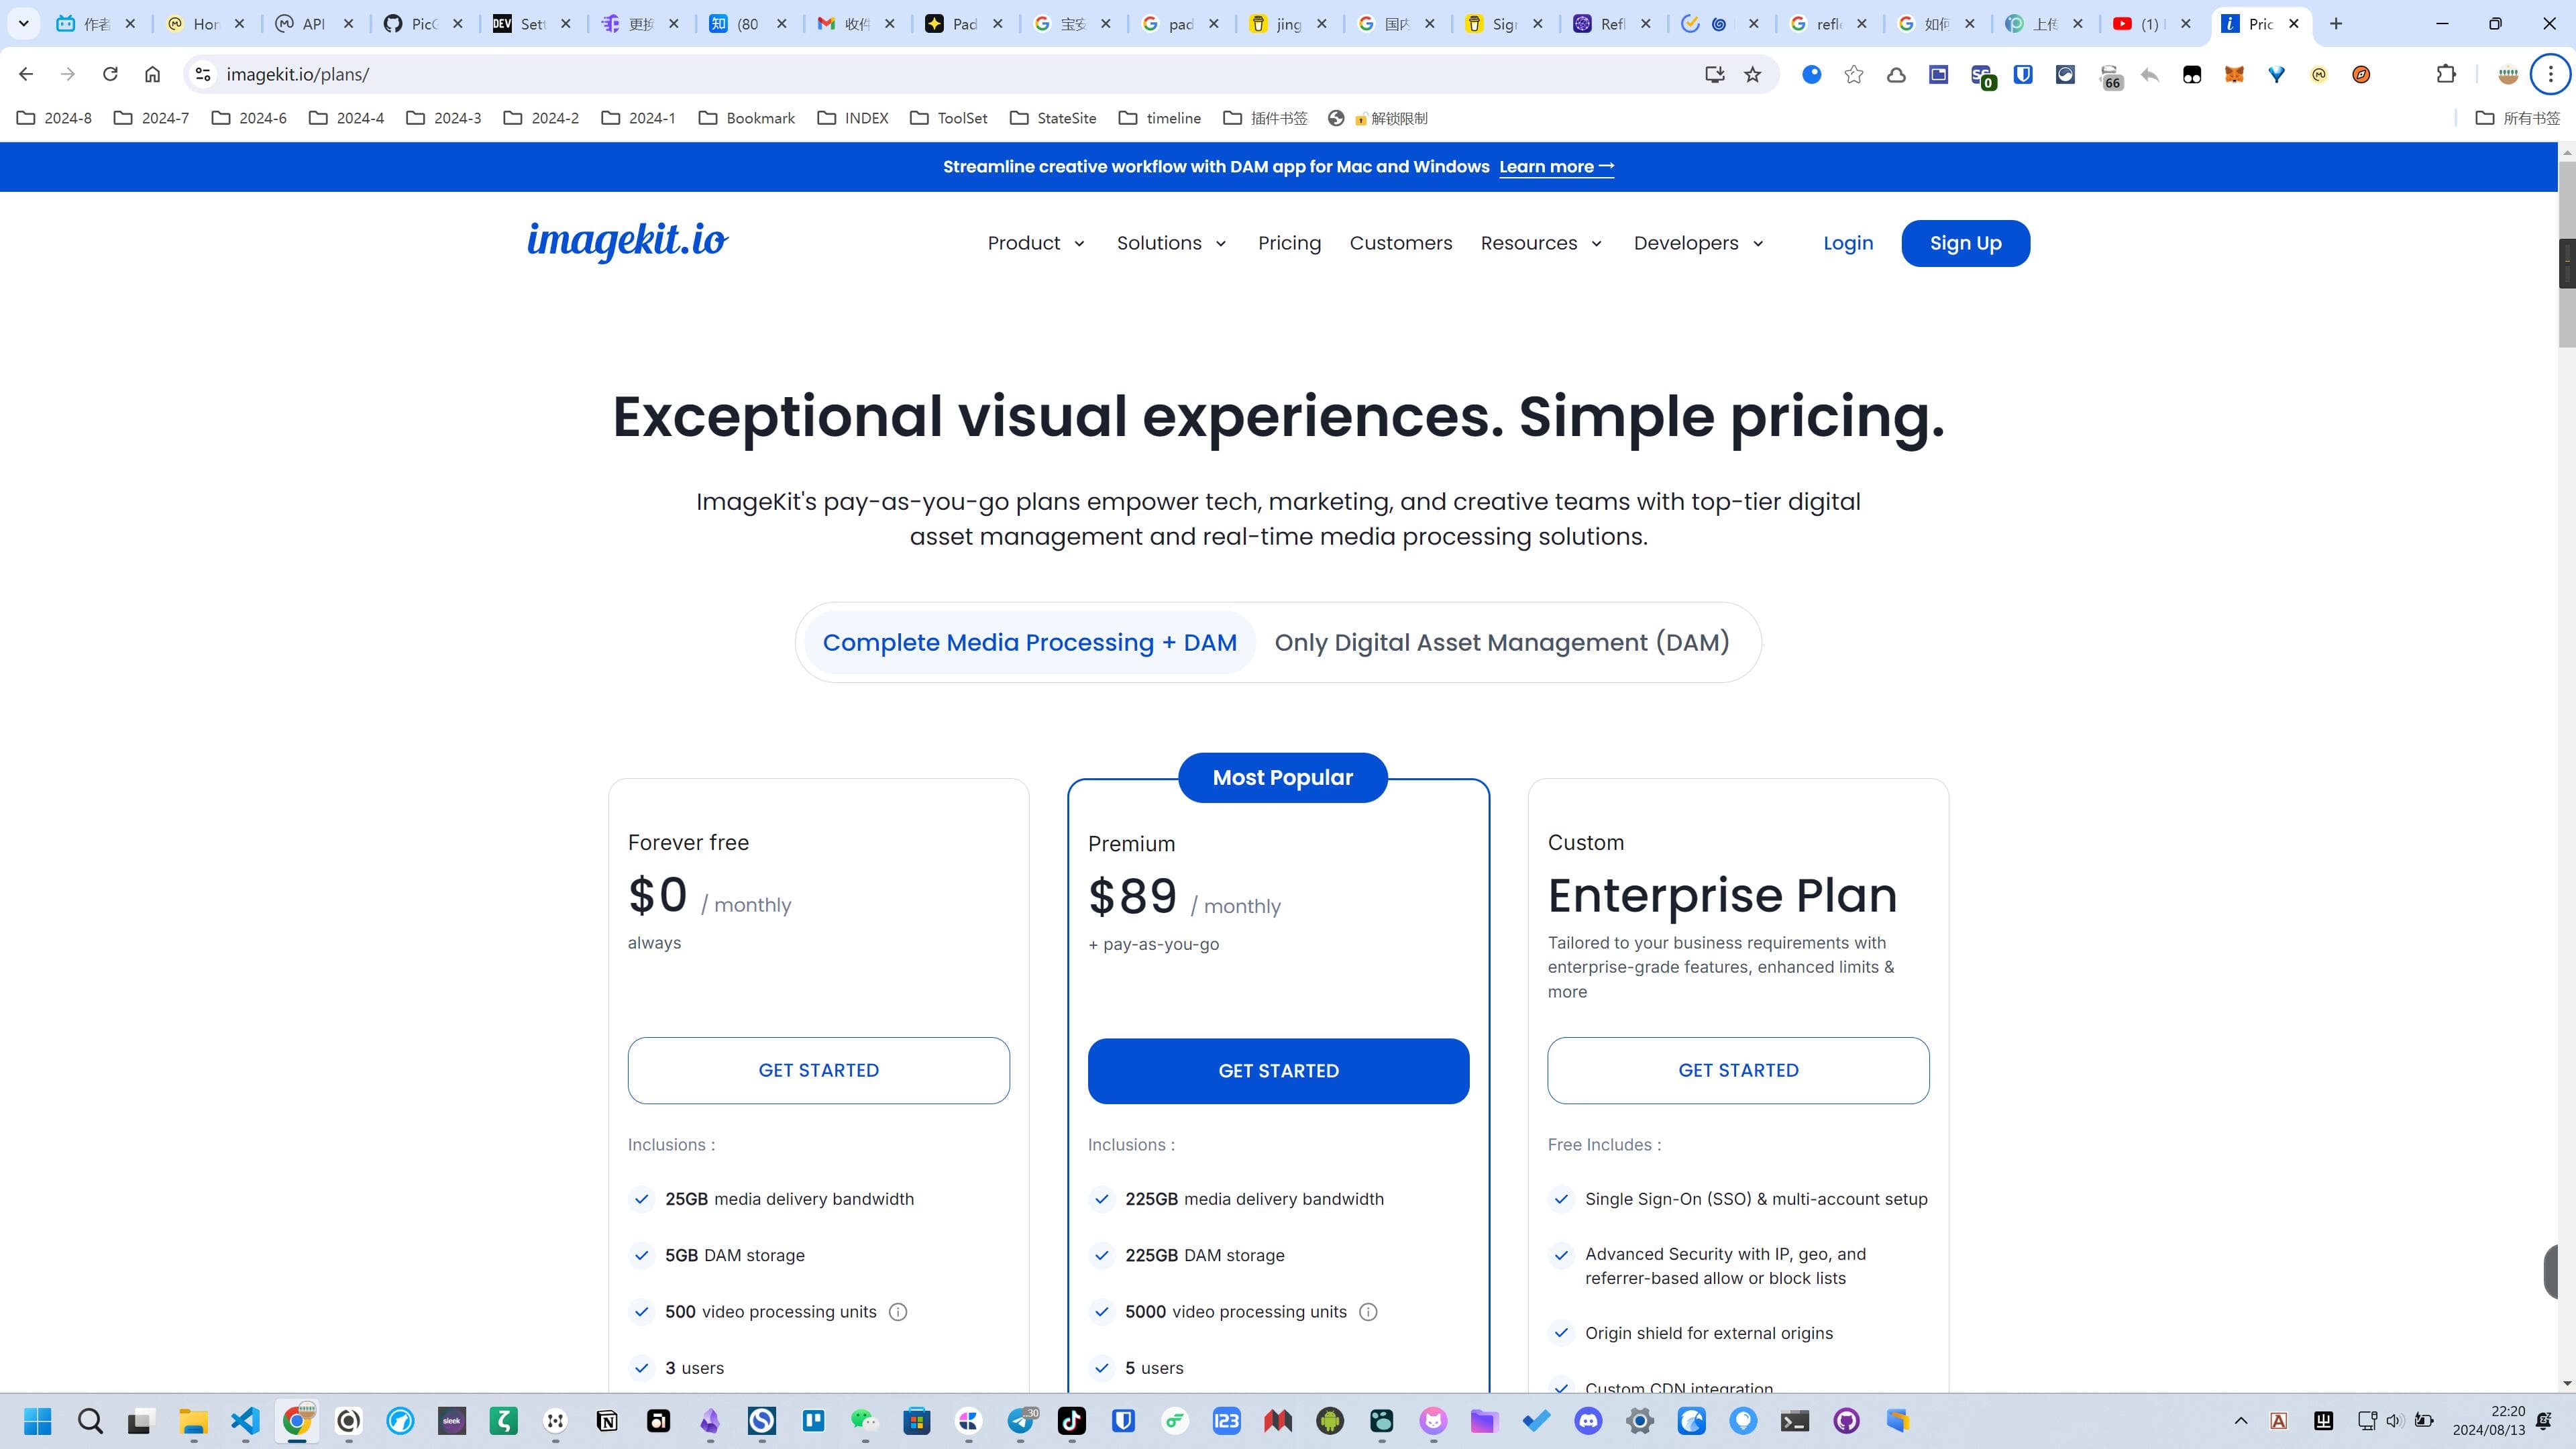 作者
Hor
API
PicG
Sett
更换
(80
收件
Pad
宝安
pad
jing
国内
Sign
Refl
refle
如何
上传
(1)
Pric
imagekit.io/plans/
0
66
2024-8
2024-7
2024-6
2024-4
2024-3
2024-2
2024-1
Bookmark
INDEX
ToolSet
StateSite
timeline
插件书签
解锁限制
所有书签
Streamline creative workflow with DAM app for Mac and Windows Learn more →
imagekit.io
Product
Solutions
Pricing
Customers
Resources
Developers
Login
Sign Up
Exceptional visual experiences. Simple pricing.
ImageKit's pay-as-you-go plans empower tech, marketing, and creative teams with top-tier digital
asset management and real-time media processing solutions.
Complete Media Processing + DAM
Only Digital Asset Management (DAM)
Forever free
$0 / monthly
always
GET STARTED
Inclusions :
25GB media delivery bandwidth
5GB DAM storage
500 video processing units
3 users
Most Popular
Premium
$89 / monthly
+ pay-as-you-go
GET STARTED
Inclusions :
225GB media delivery bandwidth
225GB DAM storage
5000 video processing units
5 users
Custom
Enterprise Plan
Tailored to your business requirements with
enterprise-grade features, enhanced limits &
more
GET STARTED
Free Includes :
Single Sign-On (SSO) & multi-account setup
Advanced Security with IP, geo, and
referrer-based allow or block lists
Origin shield for external origins
Custom CDN integration
sleek
123
22:20
2024/08/13